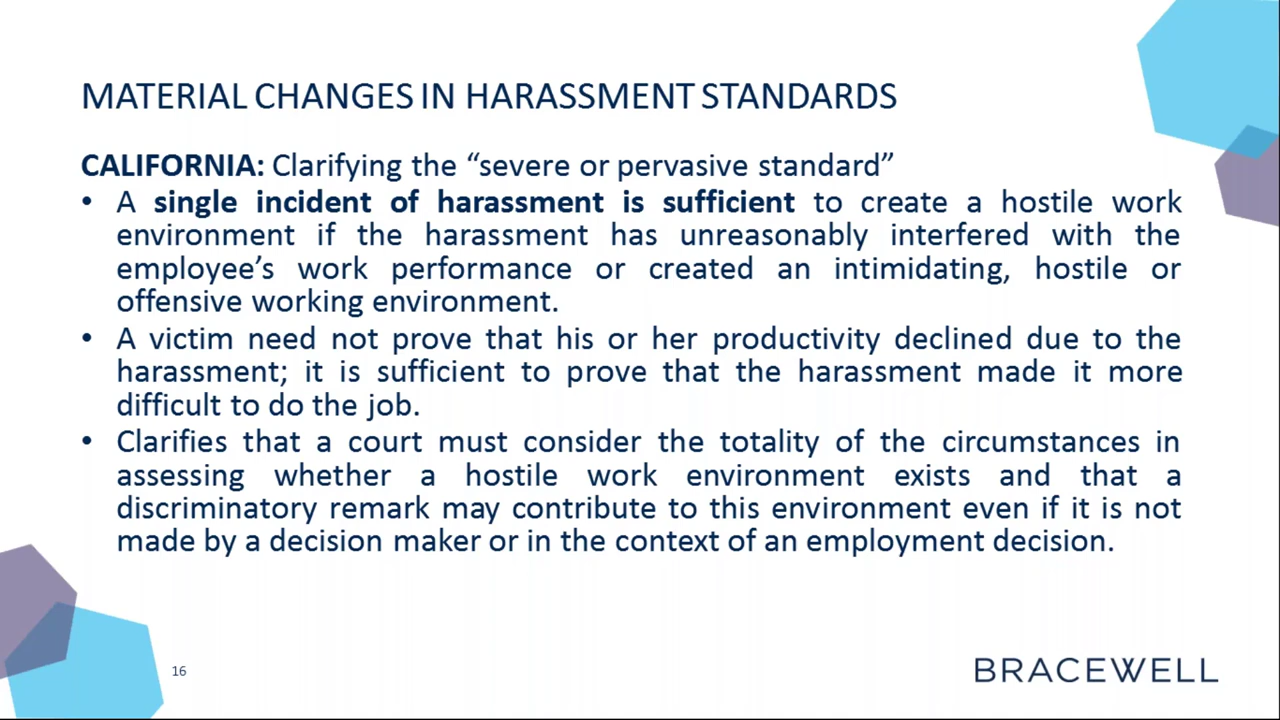 MATERIAL CHANGES IN HARASSMENT STANDARDS
CALIFORNIA: Clarifying the “severe or pervasive standard”
• A single incident of harassment is sufficient to create a hostile work
environment if the harassment has unreasonably interfered with the
employee’s work performance or created an intimidating, hostile or
offensive working environment.
• A victim need not prove that his or her productivity declined due to the
harassment; it is sufficient to prove that the harassment made it more
difficult to do the job.
• Clarifies that a court must consider the totality of the circumstances in
assessing whether a hostile work environment exists and that a
discriminatory remark may contribute to this environment even if it is not
made by a decision maker or in the context of an employment decision.
16
BRACEWELL